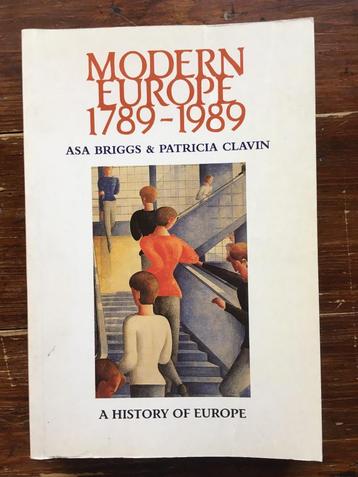 MODERN
EUROPE
1789-1989
ASA BRIGGS & PATRICIA CLAVIN
A HISTORY OF EUROPE